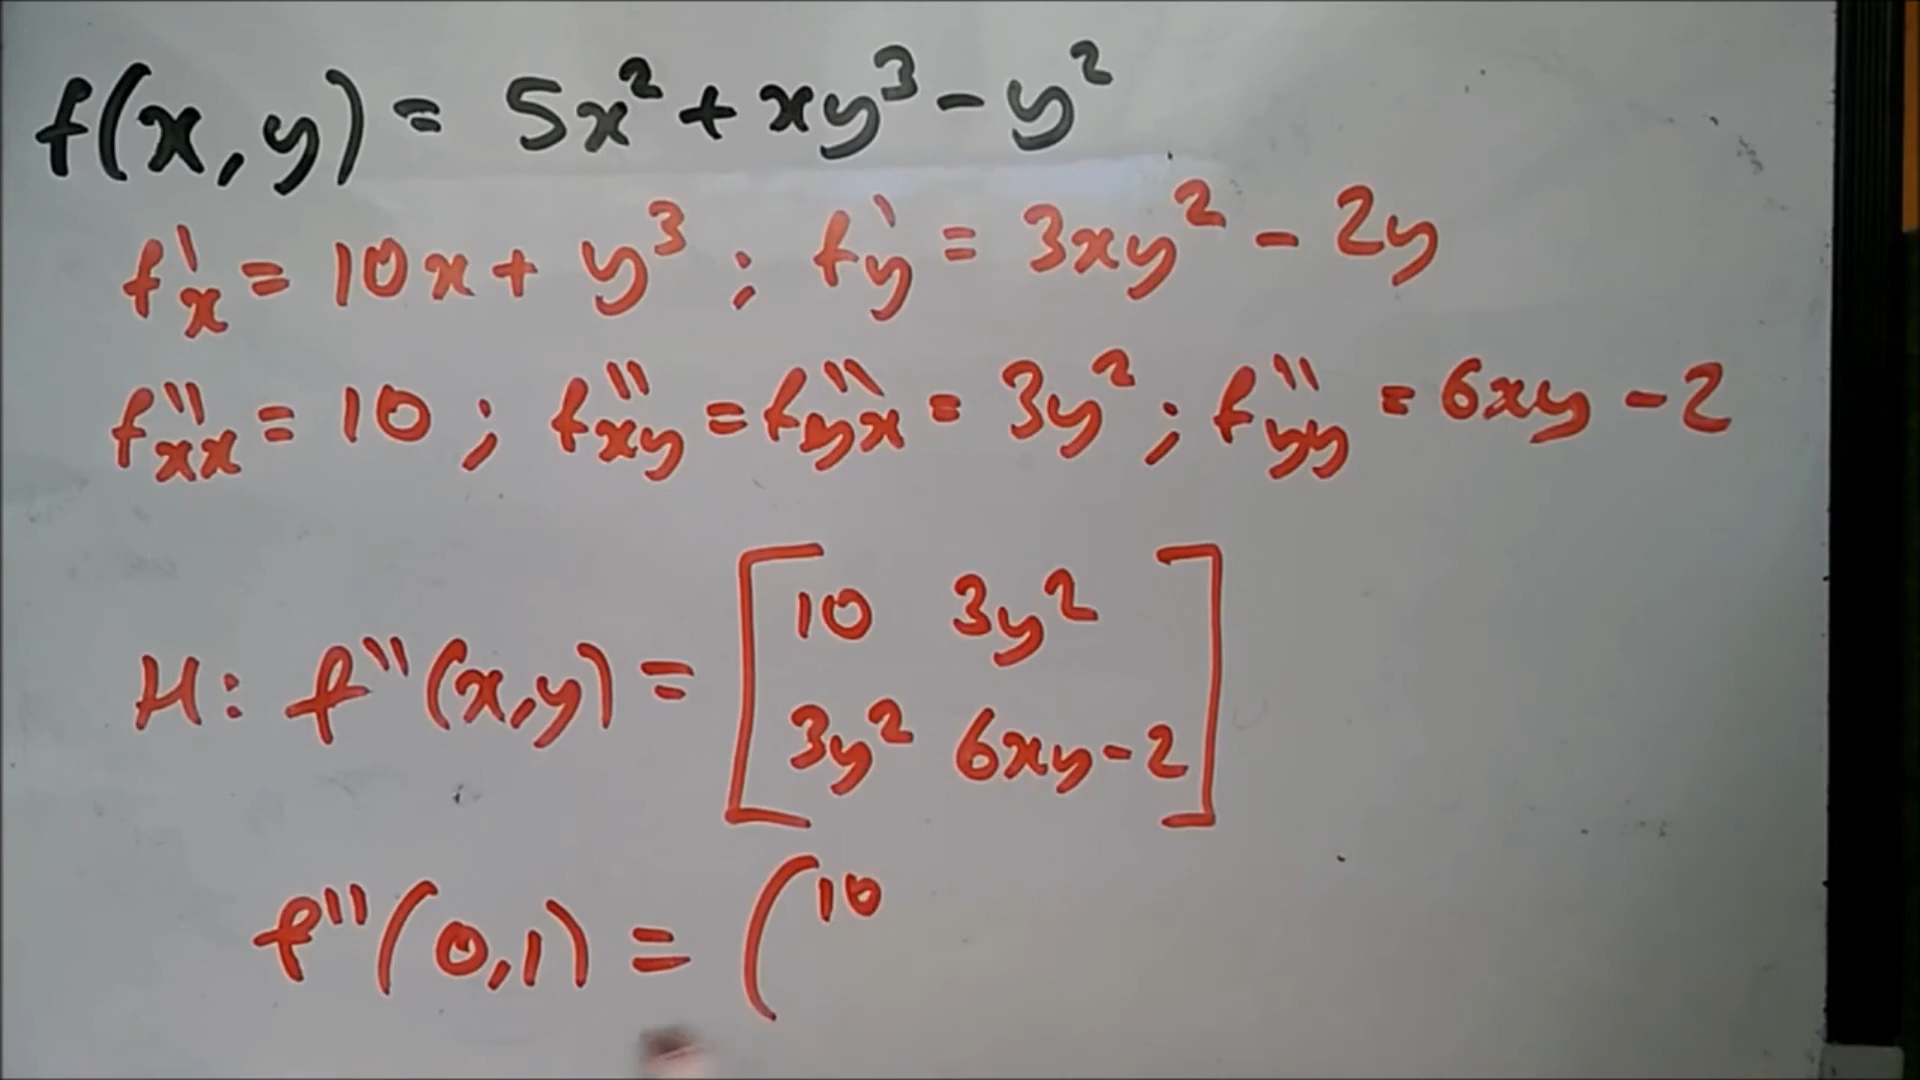 f(x,y) = 5x² + xy³ - y²
f'x = 10x + y³ ; f'y = 3xy² - 2y
f''xx = 10 ; f''xy = f''yx = 3y² ; f''yy = 6xy - 2
H: f''(x,y) = [10 3y²
3y² 6xy-2]
f''(0,1) = (10